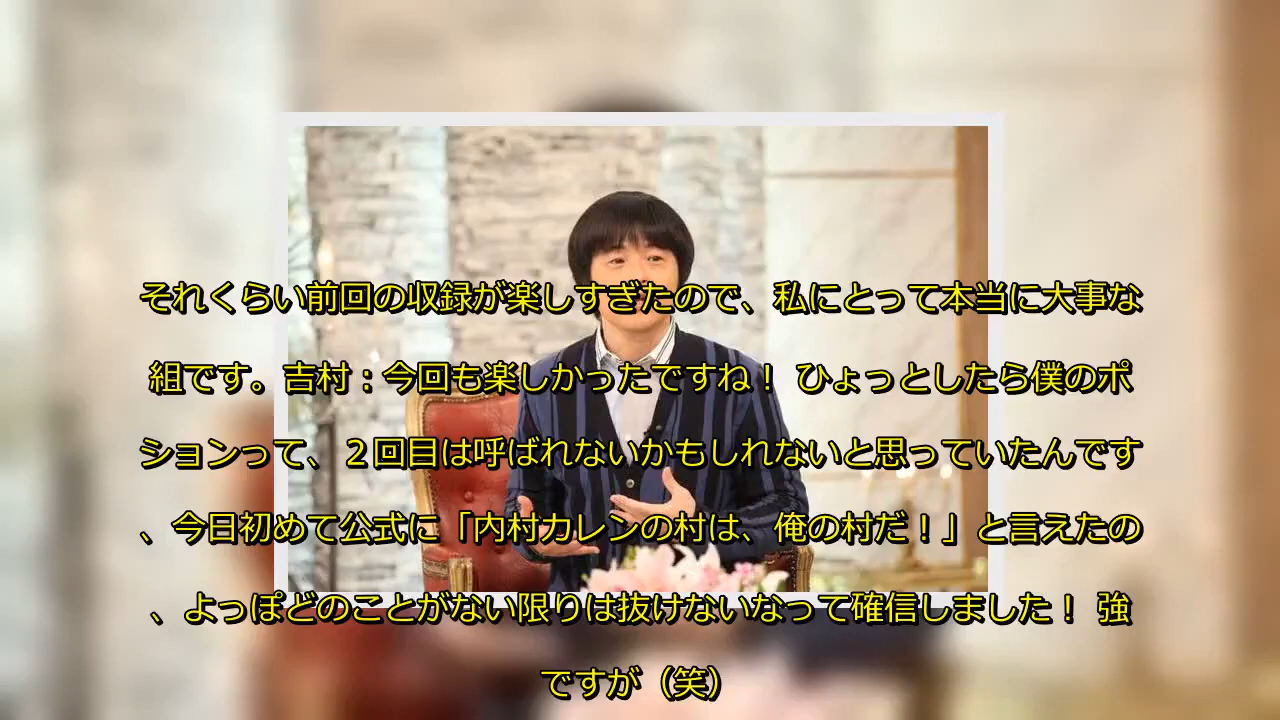 それくらい前回の収録が楽しすぎたので、私にとって本当に大事な
組です。吉村：今回も楽しかったですね！ ひょっとしたら僕のポ
ションって、２回目は呼ばれないかもしれないと思っていたんです
、今日初めて公式に「内村カレンの村は、俺の村だ！」と言えたの
、よっぽどのことがない限りは抜けないなって確信しました！ 強
ですが（笑）